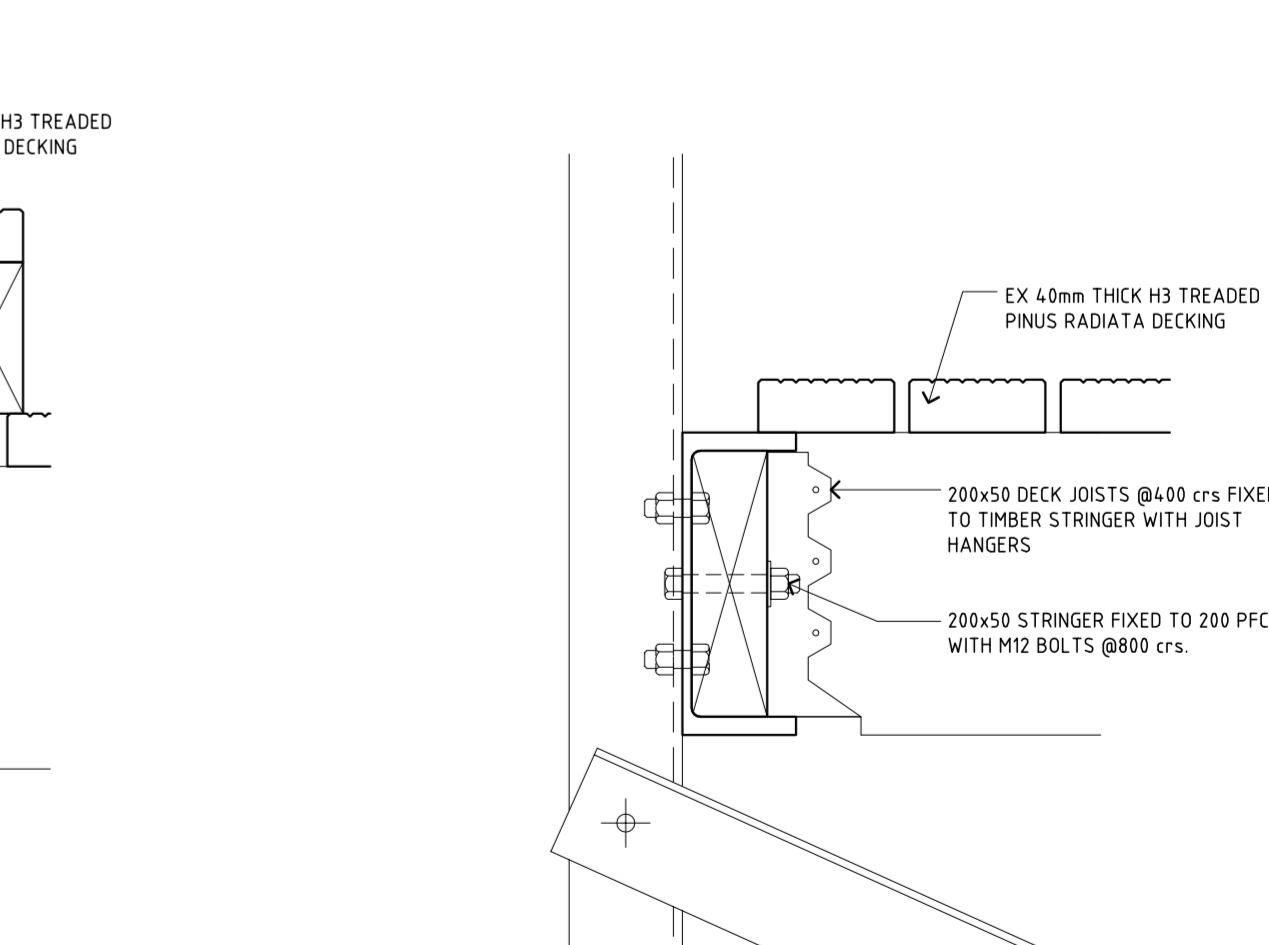 H3 TREADED
DECKING
EX 40mm THICK H3 TREADED
PINUS RADIATA DECKING
200x50 DECK JOISTS @400 crs FIXE
TO TIMBER STRINGER WITH JOIST
HANGERS
200x50 STRINGER FIXED TO 200 PFC
WITH M12 BOLTS @800 crs.